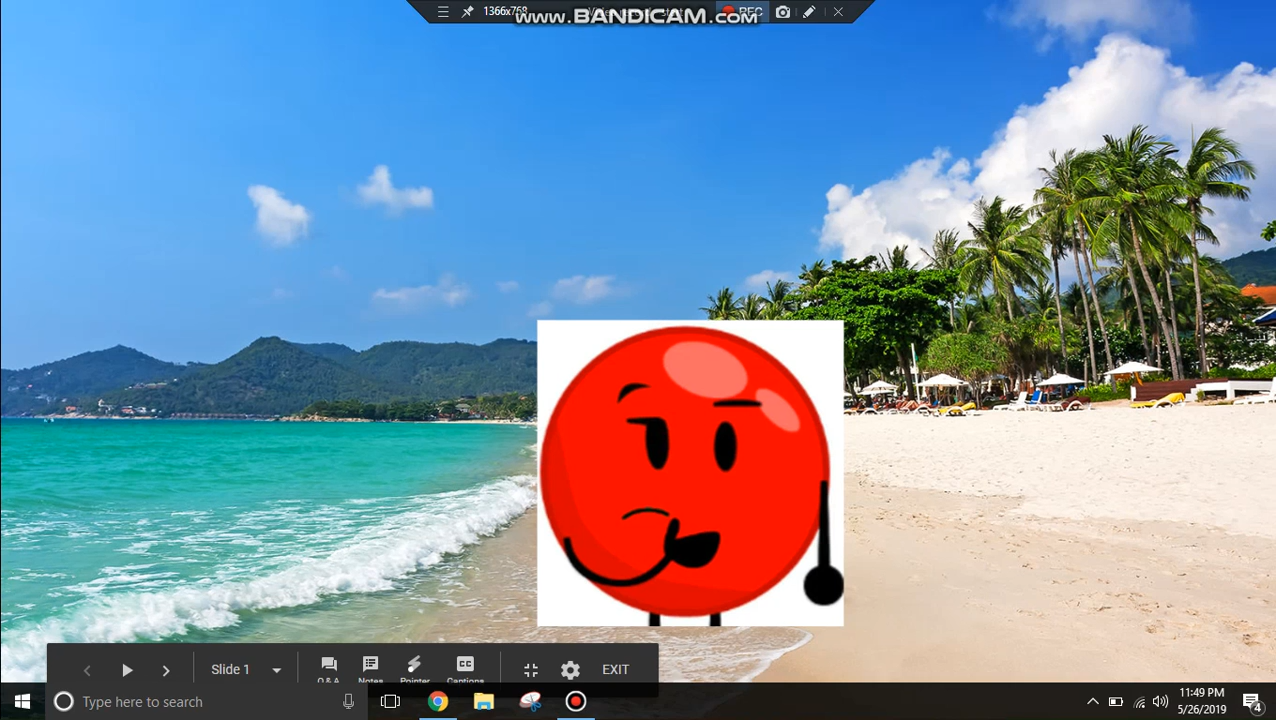 1366x768
www.BANDICAM.com
REC
Slide 1
Q & A
Notes
Pointer
Captions
EXIT
Type here to search
11:49 PM
5/26/2019
4